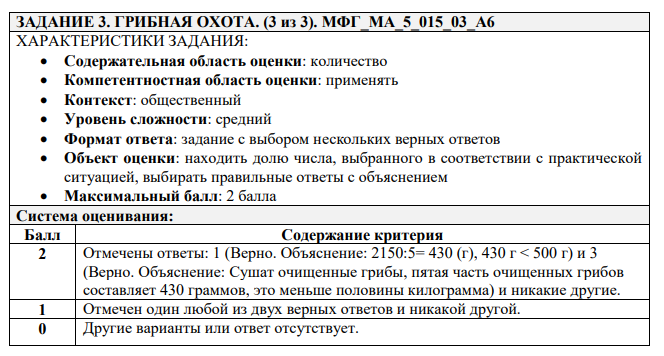 ЗАДАНИЕ 3. ГРИБНАЯ ОХОТА. (3 из 3). МФГ_МА_5_015_03_А6
ХАРАКТЕРИСТИКИ ЗАДАНИЯ:
• Содержательная область оценки: количество
• Компетентностная область оценки: применять
• Контекст: общественный
• Уровень сложности: средний
• Формат ответа: задание с выбором нескольких верных ответов
• Объект оценки: находить долю числа, выбранного в соответствии с практической
ситуацией, выбирать правильные ответы с объяснением
• Максимальный балл: 2 балла
Система оценивания:
Балл Содержание критерия
2 Отмечены ответы: 1 (Верно. Объяснение: 2150:5= 430 (г), 430 г < 500 г) и 3
(Верно. Объяснение: Сушат очищенные грибы, пятая часть очищенных грибов
составляет 430 граммов, это меньше половины килограмма) и никакие другие.
1 Отмечен один любой из двух верных ответов и никакой другой.
0 Другие варианты или ответ отсутствует.